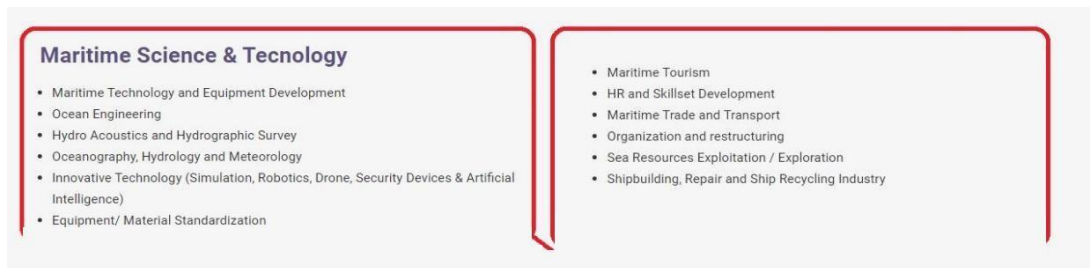 Maritime Science & Tecnology
• Maritime Technology and Equipment Development
• Ocean Engineering
• Hydro Acoustics and Hydrographic Survey
• Oceanography, Hydrology and Meteorology
• Innovative Technology (Simulation, Robotics, Drone, Security Devices & Artificial
Intelligence)
• Equipment/ Material Standardization
• Maritime Tourism
• HR and Skillset Development
• Maritime Trade and Transport
• Organization and restructuring
• Sea Resources Exploitation / Exploration
• Shipbuilding, Repair and Ship Recycling Industry